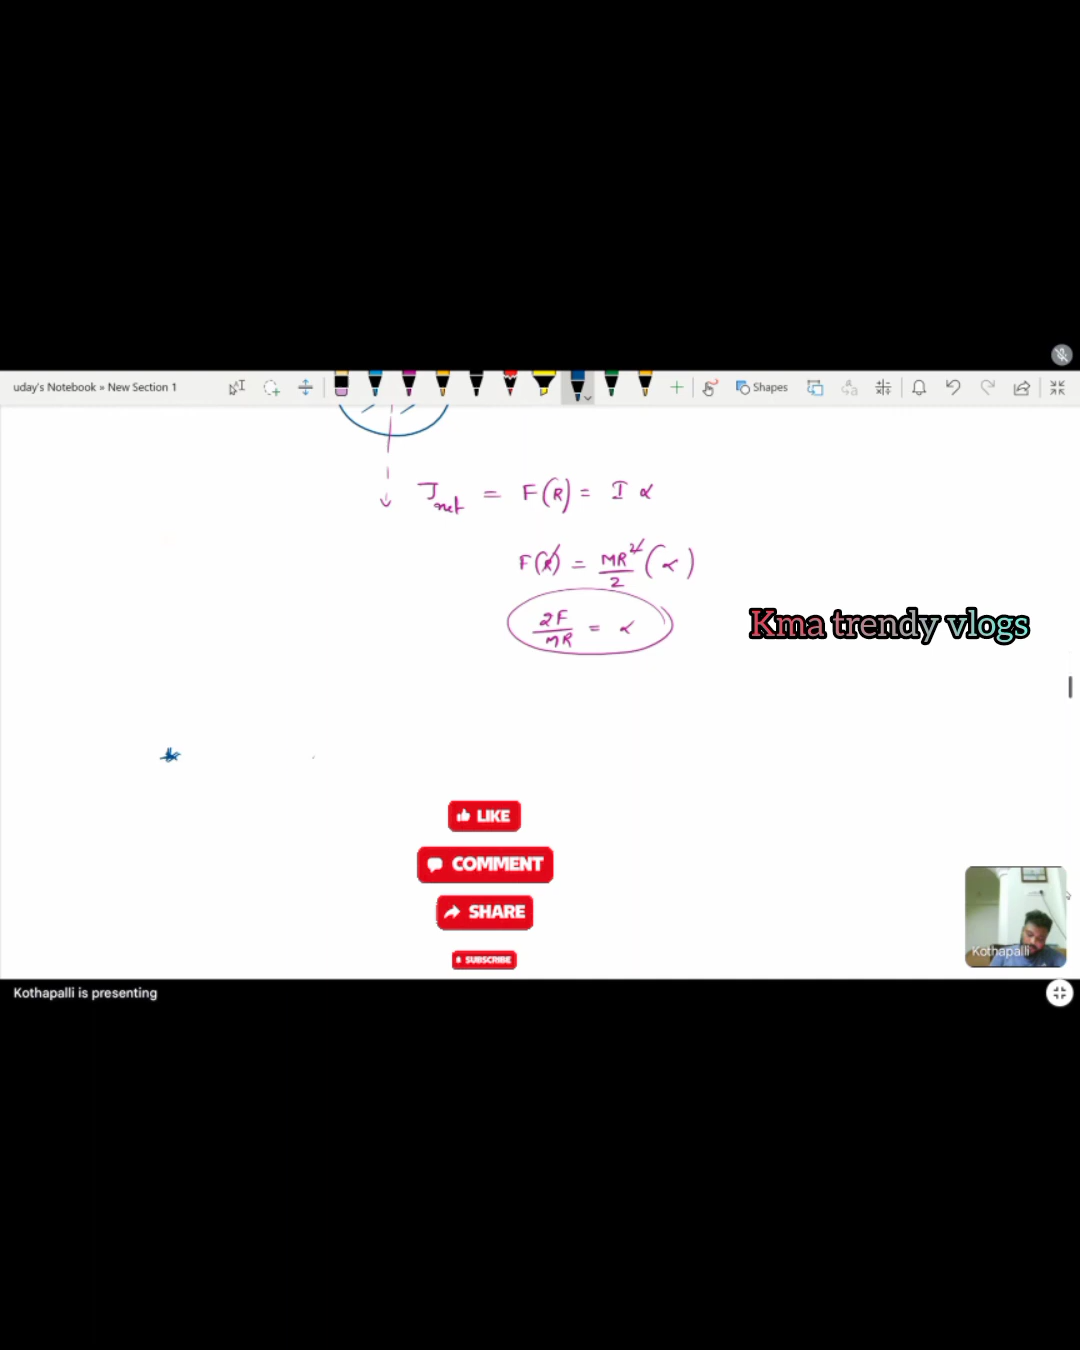 uday's Notebook » New Section 1
Shapes
τnet = F(R) = I α
F(R) = MR²/2 (α)
2F/MR = α
Kma trendy vlogs
LIKE
COMMENT
SHARE
SUBSCRIBE
Kothapalli
Kothapalli is presenting